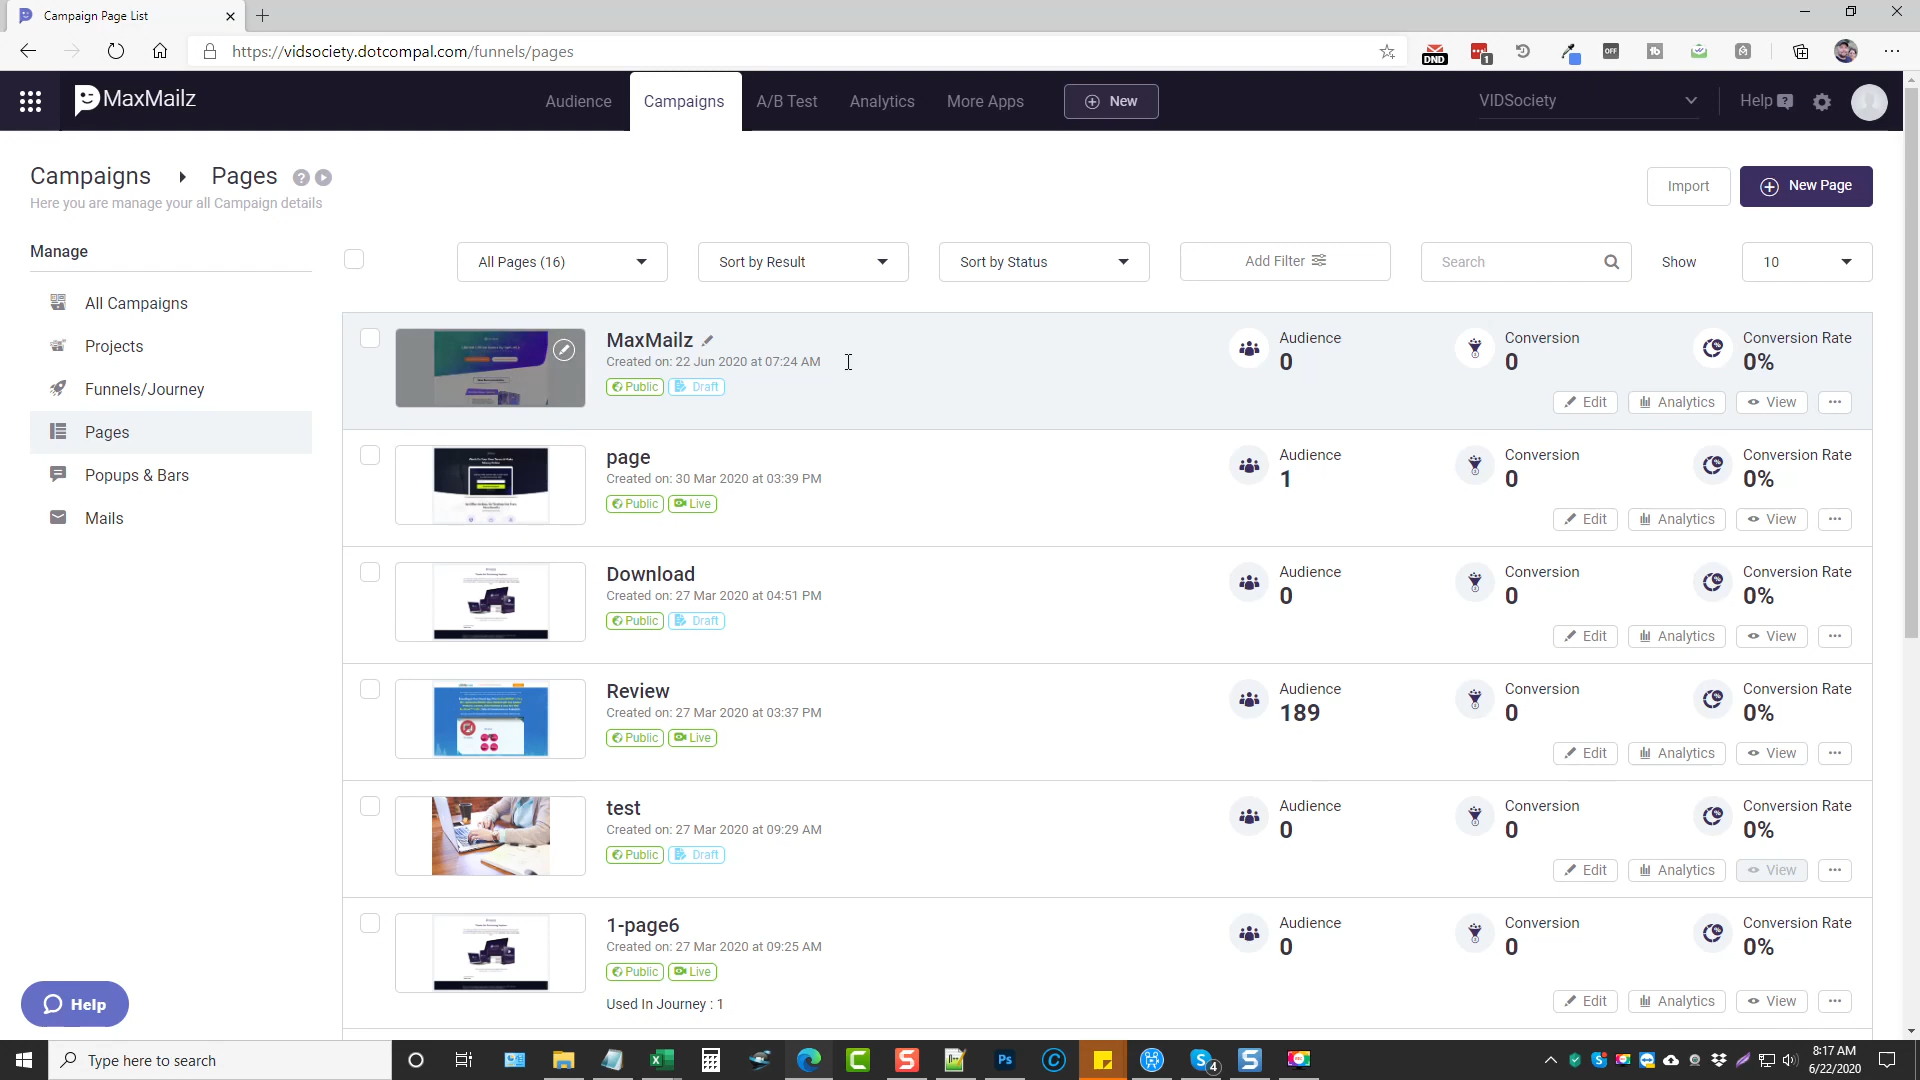 Campaign Page List
https://vidsociety.dotcompal.com/funnels/pages
DND
1
OFF
MaxMailz
Audience
Campaigns
A/B Test
Analytics
More Apps
New
VIDSociety
Help
Campaigns
Pages
Here you are manage your all Campaign details
Import
New Page
Manage
All Campaigns
Projects
Funnels/Journey
Pages
Popups & Bars
Mails
All Pages (16)
Sort by Result
Sort by Status
Add Filter
Search
Show
10
MaxMailz
Created on: 22 Jun 2020 at 07:24 AM
Public
Draft
Audience
0
Conversion
0
Conversion Rate
0%
Edit
Analytics
View
page
Created on: 30 Mar 2020 at 03:39 PM
Public
Live
Audience
1
Conversion
0
Conversion Rate
0%
Edit
Analytics
View
Download
Created on: 27 Mar 2020 at 04:51 PM
Public
Draft
Audience
0
Conversion
0
Conversion Rate
0%
Edit
Analytics
View
Review
Created on: 27 Mar 2020 at 03:37 PM
Public
Live
Audience
189
Conversion
0
Conversion Rate
0%
Edit
Analytics
View
test
Created on: 27 Mar 2020 at 09:29 AM
Public
Draft
Audience
0
Conversion
0
Conversion Rate
0%
Edit
Analytics
View
1-page6
Created on: 27 Mar 2020 at 09:25 AM
Public
Live
Used In Journey : 1
Audience
0
Conversion
0
Conversion Rate
0%
Edit
Analytics
View
Help
Type here to search
Ps
4
8:17 AM
6/22/2020